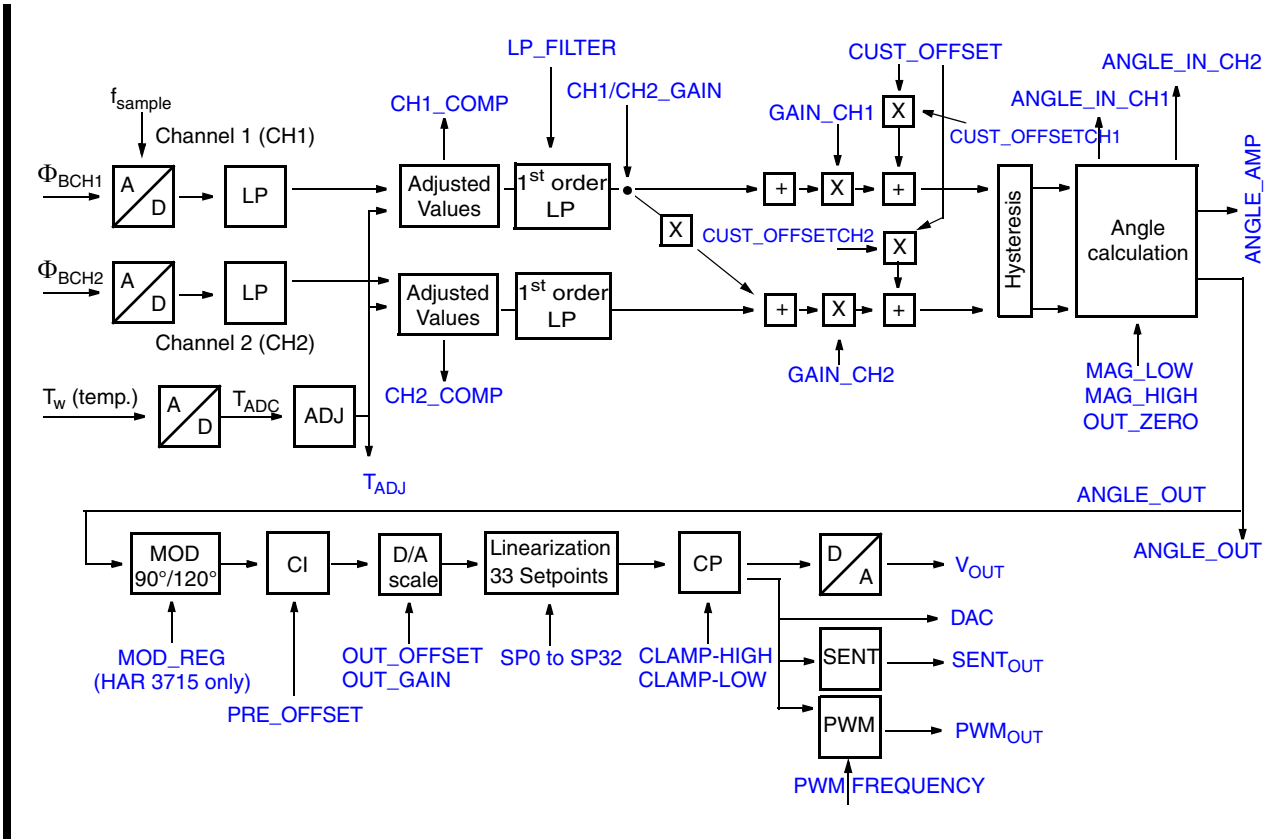 LP_FILTER
CUST_OFFSET
ANGLE_IN_CH2
f_sample
CH1_COMP
CH1/CH2_GAIN
ANGLE_IN_CH1
Channel 1 (CH1)
GAIN_CH1
X
CUST_OFFSETCH1
Φ_BCH1
A
D
LP
Adjusted
Values
1st order
LP
+
X
+
Hysteresis
Angle
calculation
ANGLE_AMP
X
CUST_OFFSETCH2
X
Φ_BCH2
A
D
LP
Adjusted
Values
1st order
LP
+
X
+
Channel 2 (CH2)
CH2_COMP
GAIN_CH2
MAG_LOW
MAG_HIGH
OUT_ZERO
T_w (temp.)
A
D
T_ADC
ADJ
T_ADJ
ANGLE_OUT
ANGLE_OUT
MOD
90°/120°
CI
D/A
scale
Linearization
33 Setpoints
CP
D
A
V_OUT
DAC
MOD_REG
(HAR 3715 only)
OUT_OFFSET
OUT_GAIN
SP0 to SP32
CLAMP-HIGH
CLAMP-LOW
SENT
SENT_OUT
PRE_OFFSET
PWM
PWM_OUT
PWM FREQUENCY